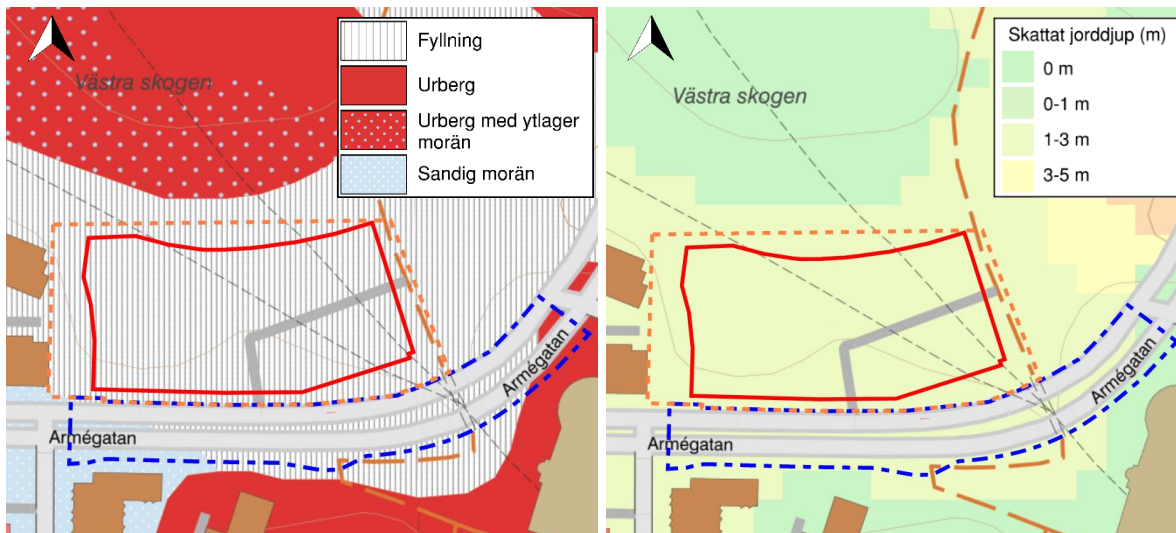 Västra skogen
Fyllning
Urberg
Urberg med ytlager
morän
Sandig morän
Armégatan
Armégatan
Västra skogen
Skattat jorddjup (m)
0 m
0-1 m
1-3 m
3-5 m
Armégatan
Armégatan